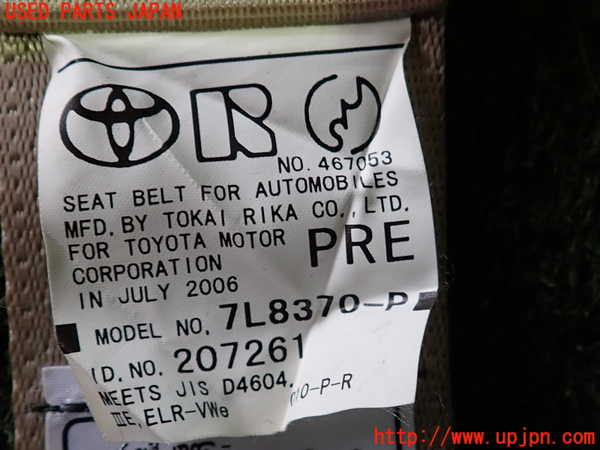 USED PARTS JAPAN
R
NO. 467053
SEAT BELT FOR AUTOMOBILES
MFD. BY TOKAI RIKA CO., LTD.
FOR TOYOTA MOTOR
CORPORATION
PRE
IN JULY 2006
MODEL NO. 7L8370-P
I.D. NO. 207261
MEETS JIS D4604.
-P-R
ⅢE, ELR-VWe
http://www.upjpn.com/